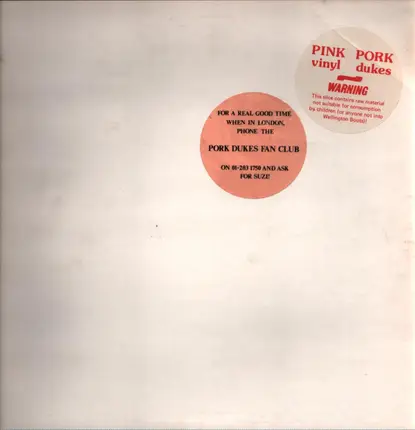 PINK PORK
vinyl dukes
WARNING
This disc contains raw material
not suitable for consumption
by children (or anyone not into
Wellington Boots!)
FOR A REAL GOOD TIME
WHEN IN LONDON,
PHONE THE
PORK DUKES FAN CLUB
ON 01-203 1750 AND ASK
FOR SUZI!